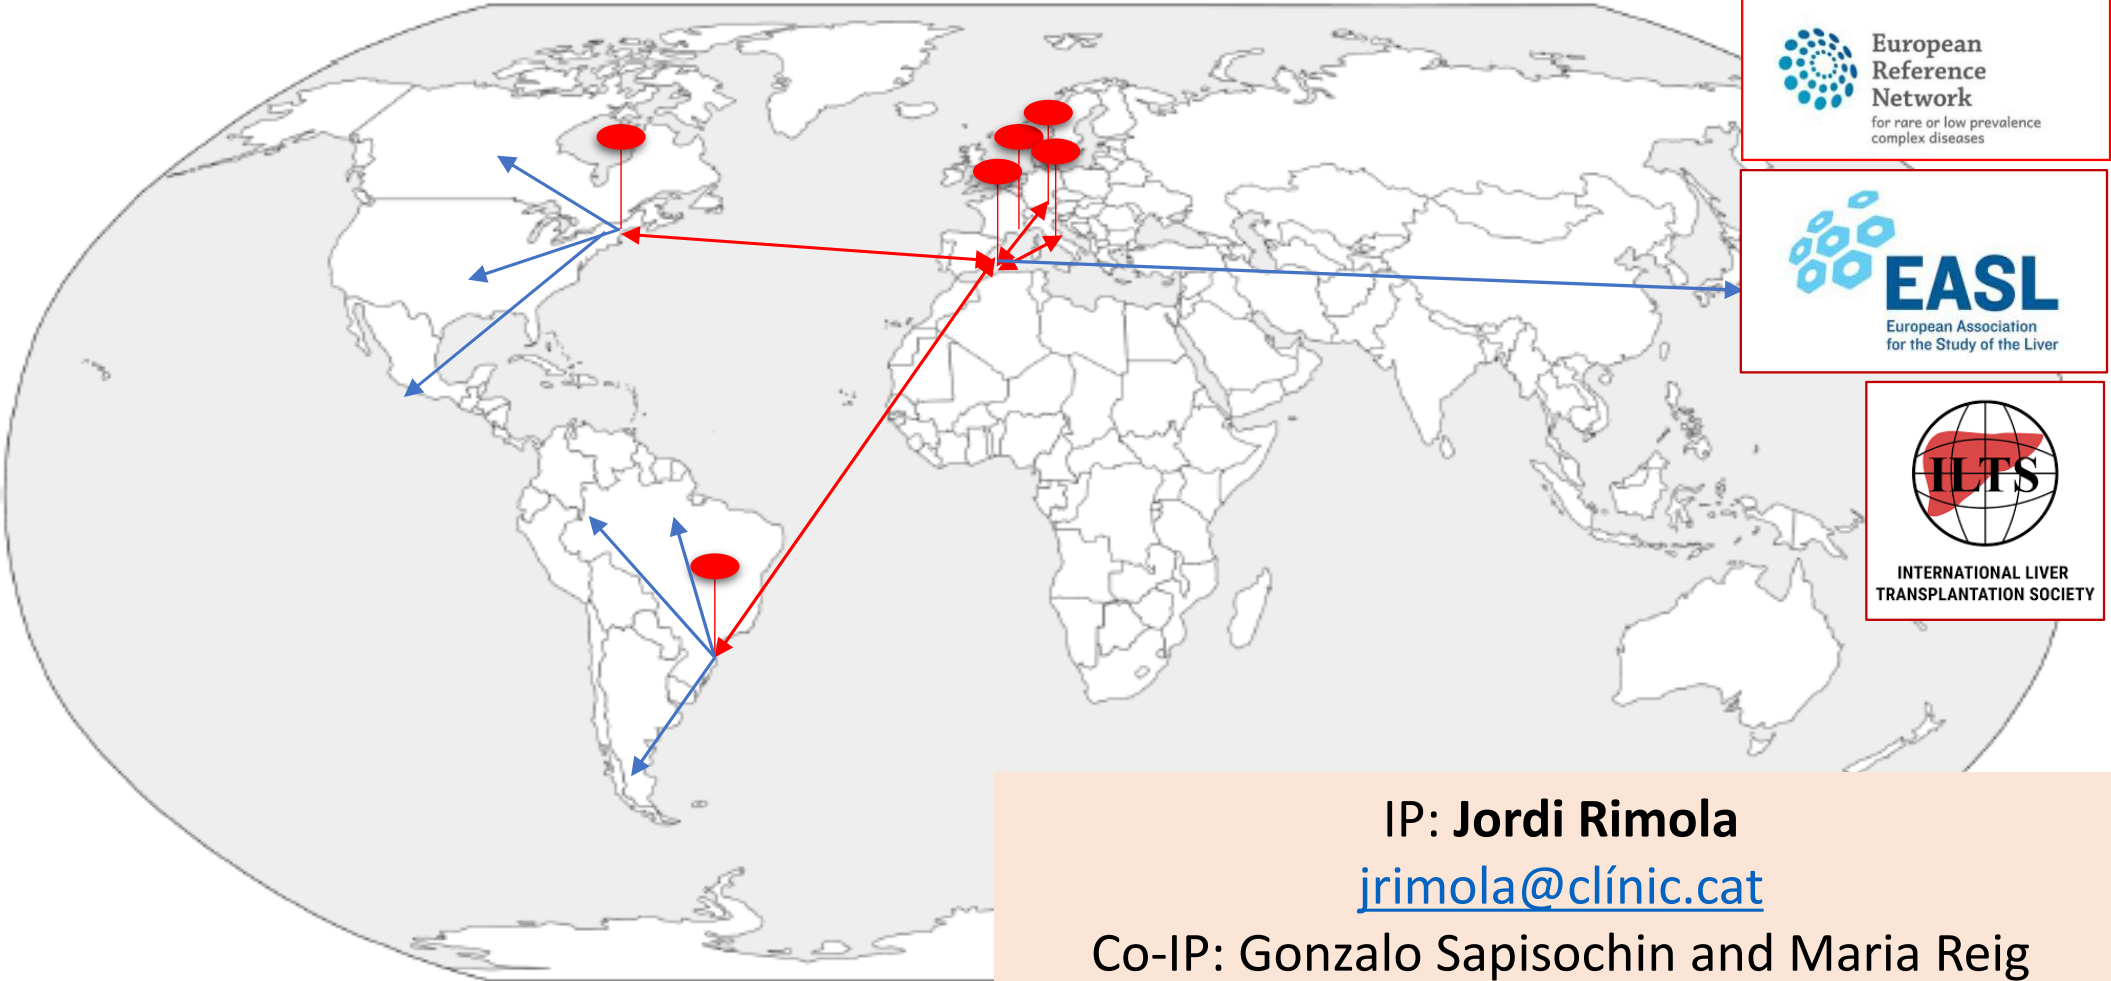 European
Reference
Network
for rare or low prevalence
complex diseases
EASL
European Association
for the Study of the Liver
ILTS
INTERNATIONAL LIVER
TRANSPLANTATION SOCIETY
IP: Jordi Rimola
jrimola@clínic.cat
Co-IP: Gonzalo Sapisochin and Maria Reig